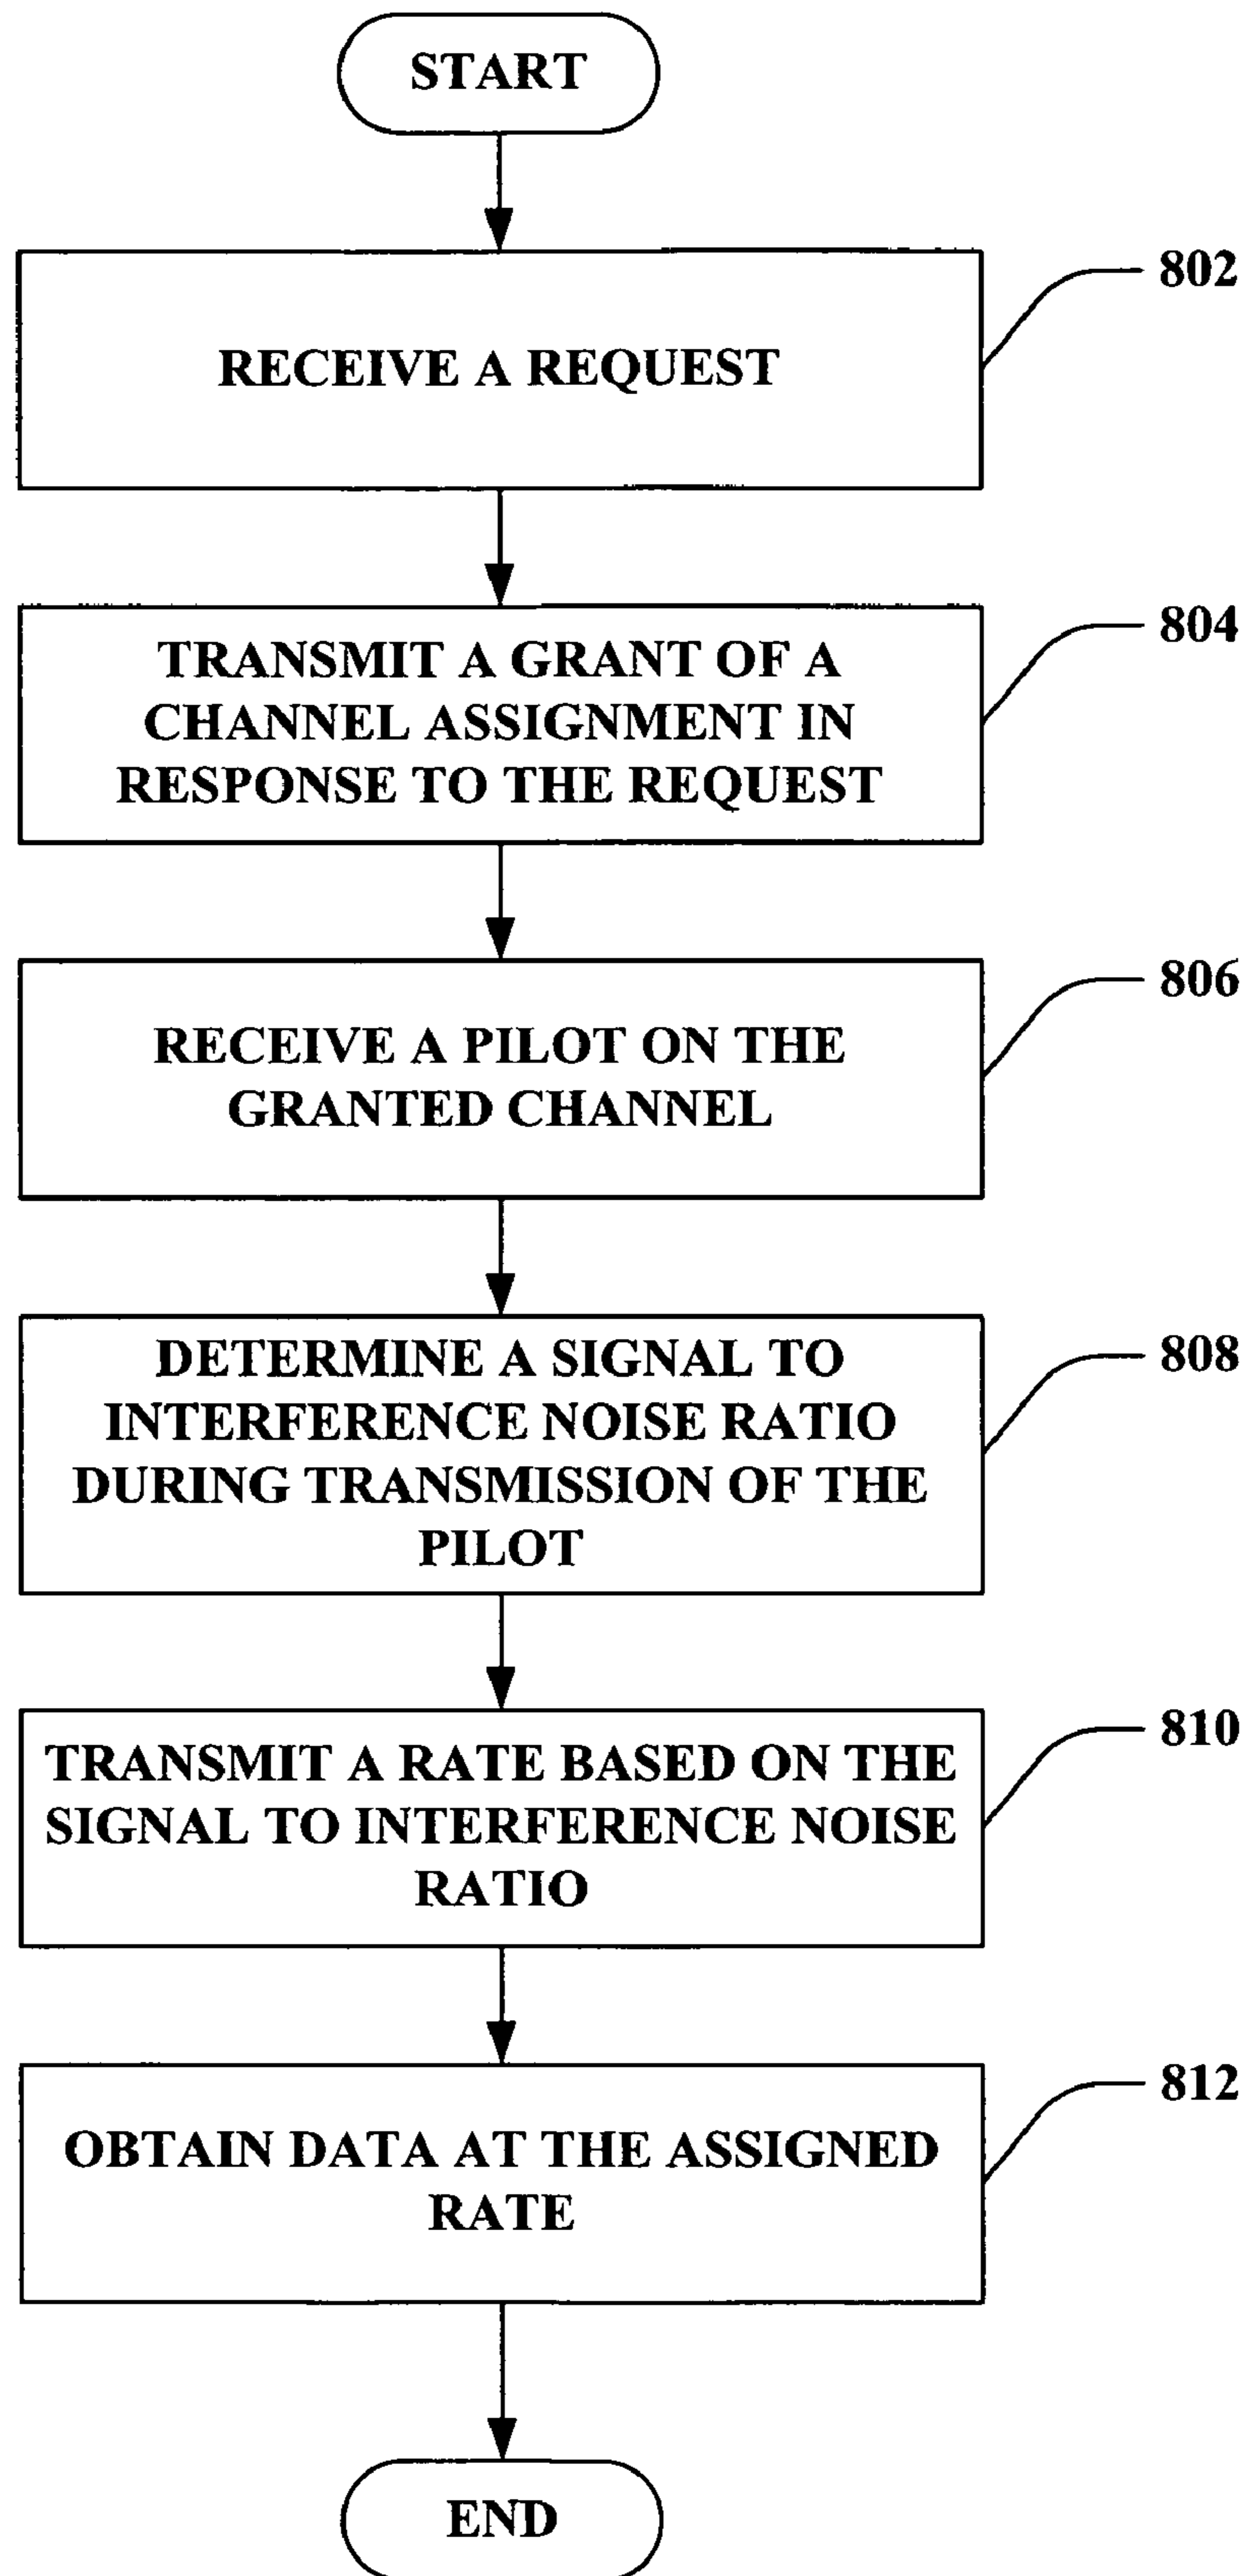 START
802
RECEIVE A REQUEST
804
TRANSMIT A GRANT OF A
CHANNEL ASSIGNMENT IN
RESPONSE TO THE REQUEST
806
RECEIVE A PILOT ON THE
GRANTED CHANNEL
808
DETERMINE A SIGNAL TO
INTERFERENCE NOISE RATIO
DURING TRANSMISSION OF THE
PILOT
810
TRANSMIT A RATE BASED ON THE
SIGNAL TO INTERFERENCE NOISE
RATIO
812
OBTAIN DATA AT THE ASSIGNED
RATE
END